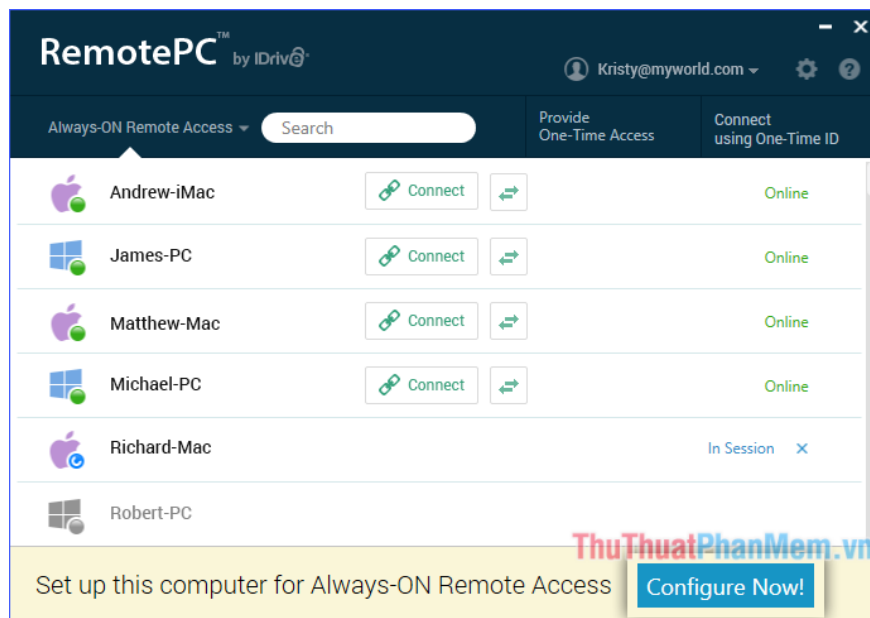 RemotePC™ by IDrive®
Kristy@myworld.com
Always-ON Remote Access
Search
Provide
One-Time Access
Connect
using One-Time ID
Andrew-iMac Connect Online
James-PC Connect Online
Matthew-Mac Connect Online
Michael-PC Connect Online
Richard-Mac In Session
Robert-PC
ThuThuatPhanMem.vn
Set up this computer for Always-ON Remote Access Configure Now!